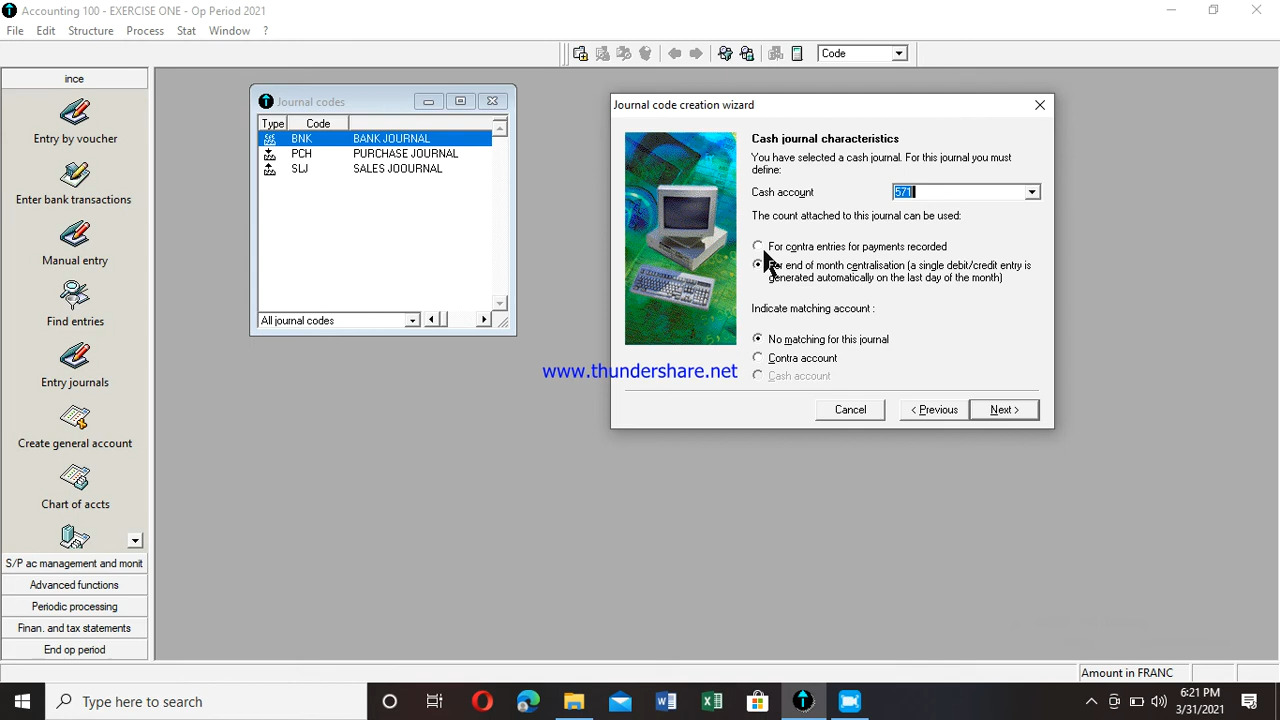 Accounting 100 - EXERCISE ONE - Op Period 2021
File Edit Structure Process Stat Window ?
Code
ince
Entry by voucher
Enter bank transactions
Manual entry
Find entries
Entry journals
Create general account
Chart of accts
S/P ac management and monit
Advanced functions
Periodic processing
Finan. and tax statements
End op period
Journal codes
Type Code
BNK BANK JOURNAL
PCH PURCHASE JOURNAL
SLJ SALES JOOURNAL
All journal codes
Journal code creation wizard
Cash journal characteristics
You have selected a cash journal. For this journal you must
define:
Cash account 571
The count attached to this journal can be used:
For contra entries for payments recorded
end of month centralisation (a single debit/credit entry is
generated automatically on the last day of the month)
Indicate matching account :
No matching for this journal
Contra account
Cash account
Cancel < Previous Next >
www.thundershare.net
Amount in FRANC
Type here to search
6:21 PM
3/31/2021